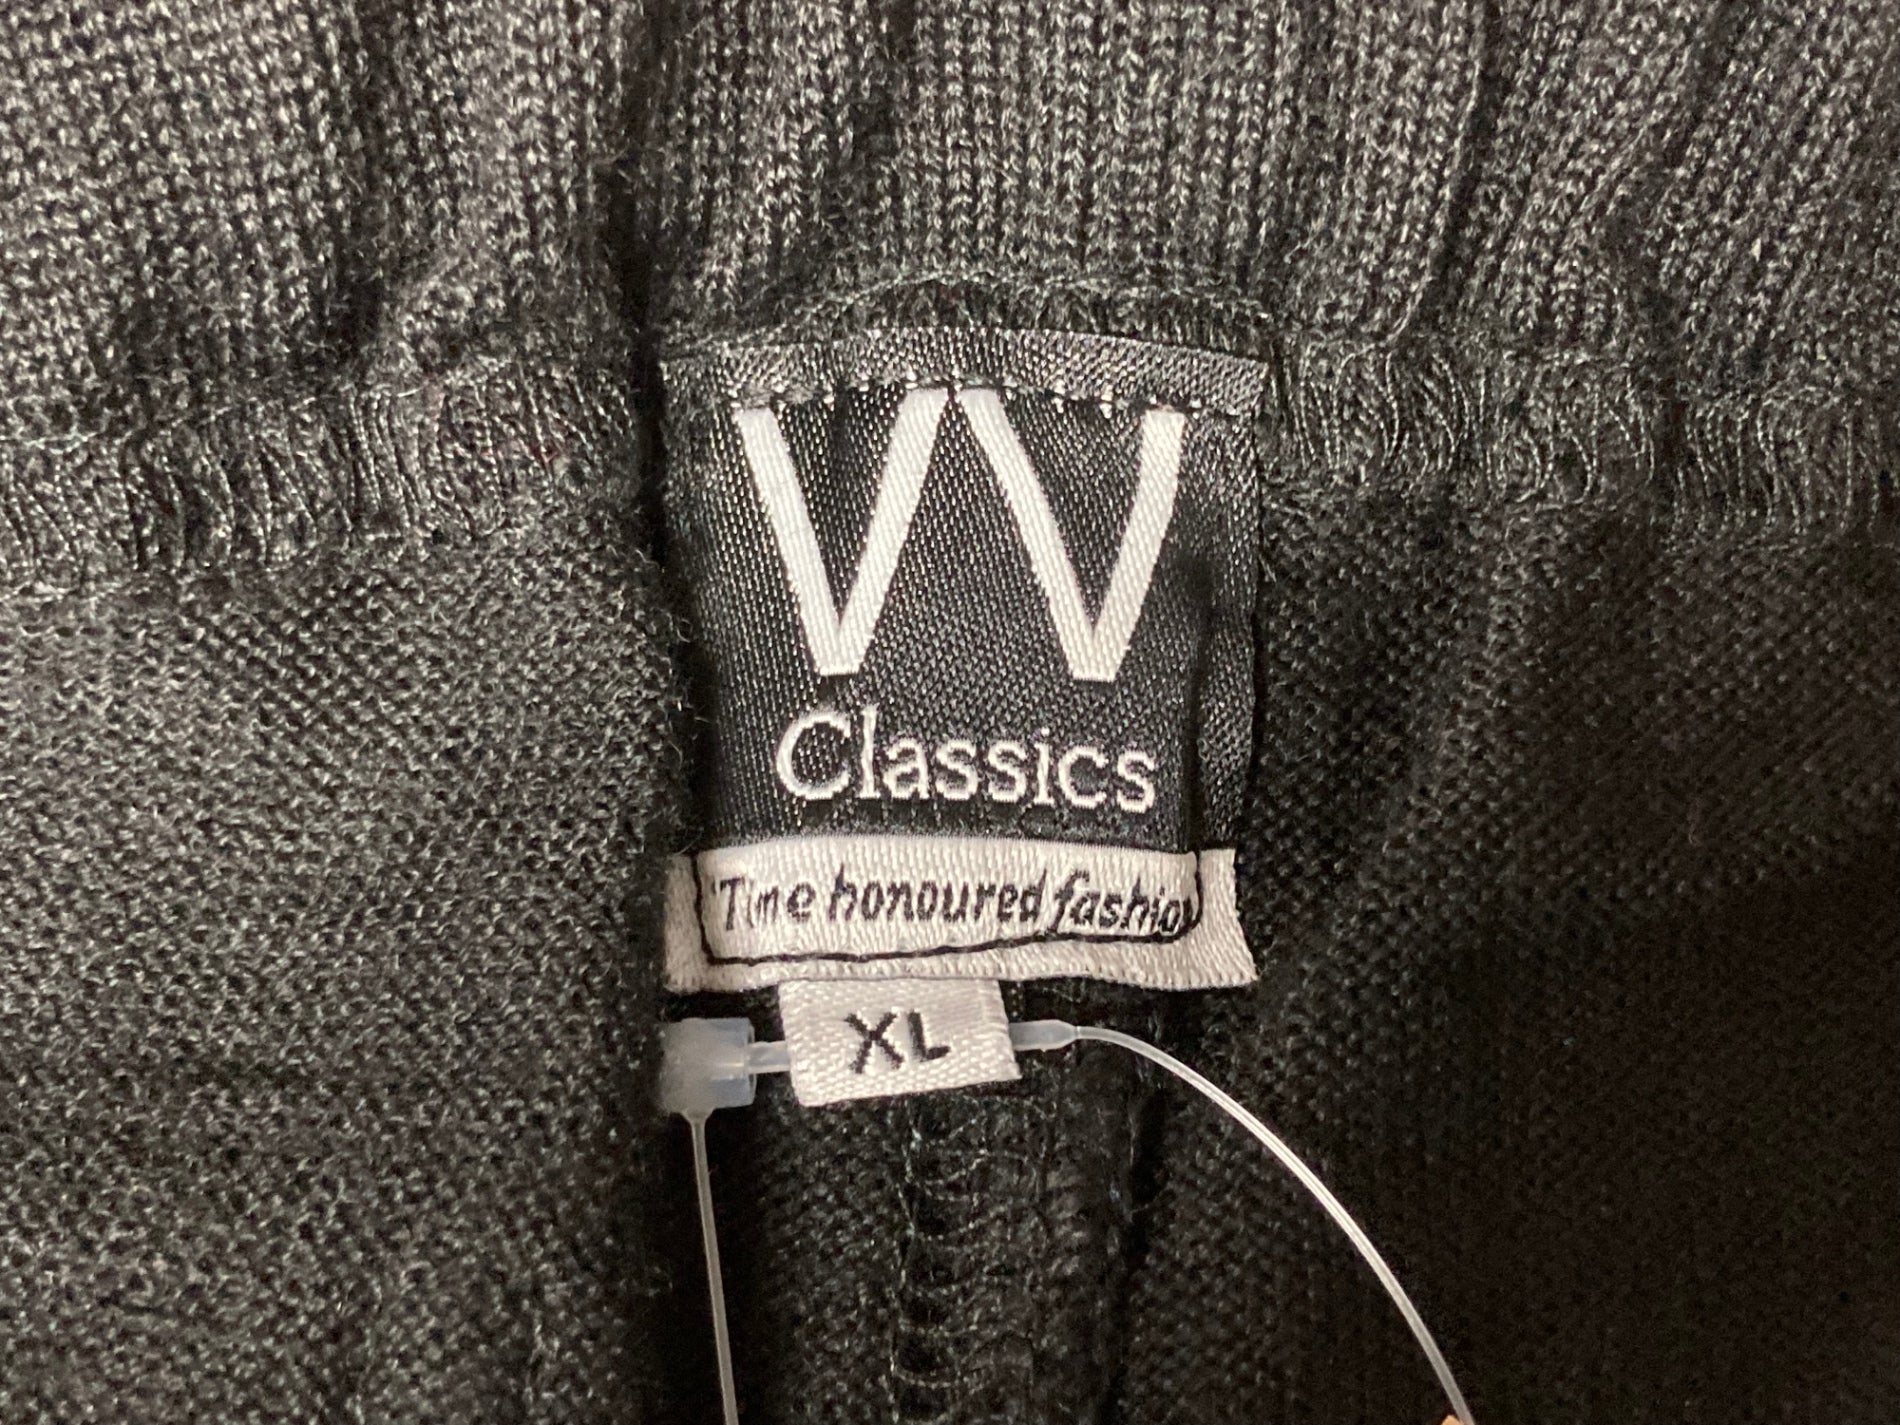 W
Classics
'Time honoured fashion
XL